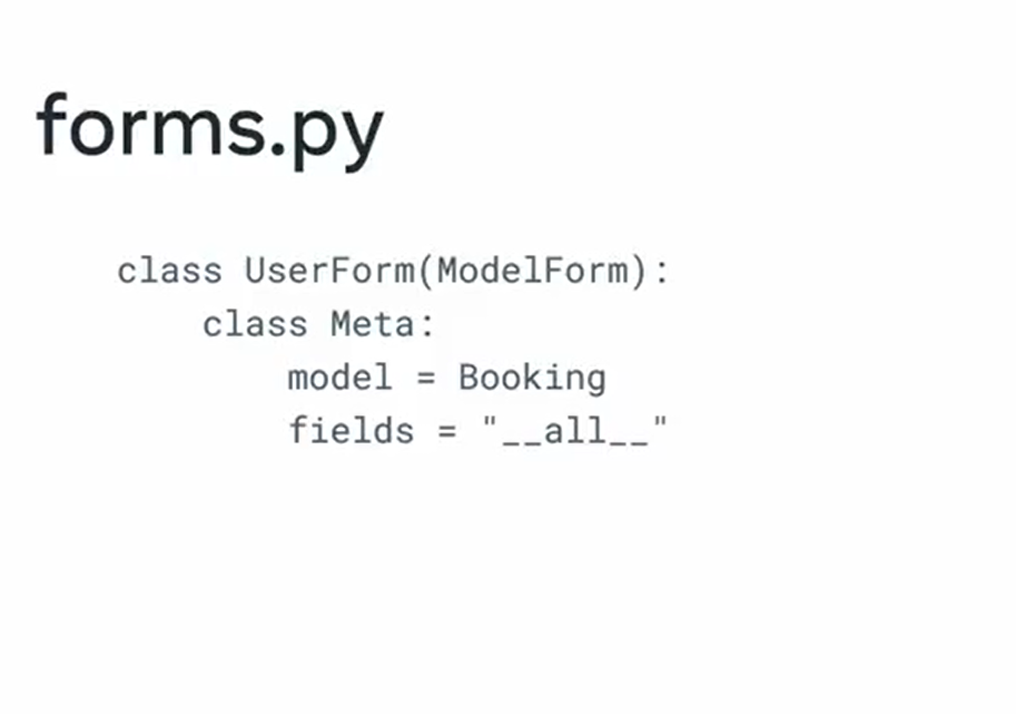 forms.py
class UserForm(ModelForm):
class Meta:
model = Booking
fields = "__all__"